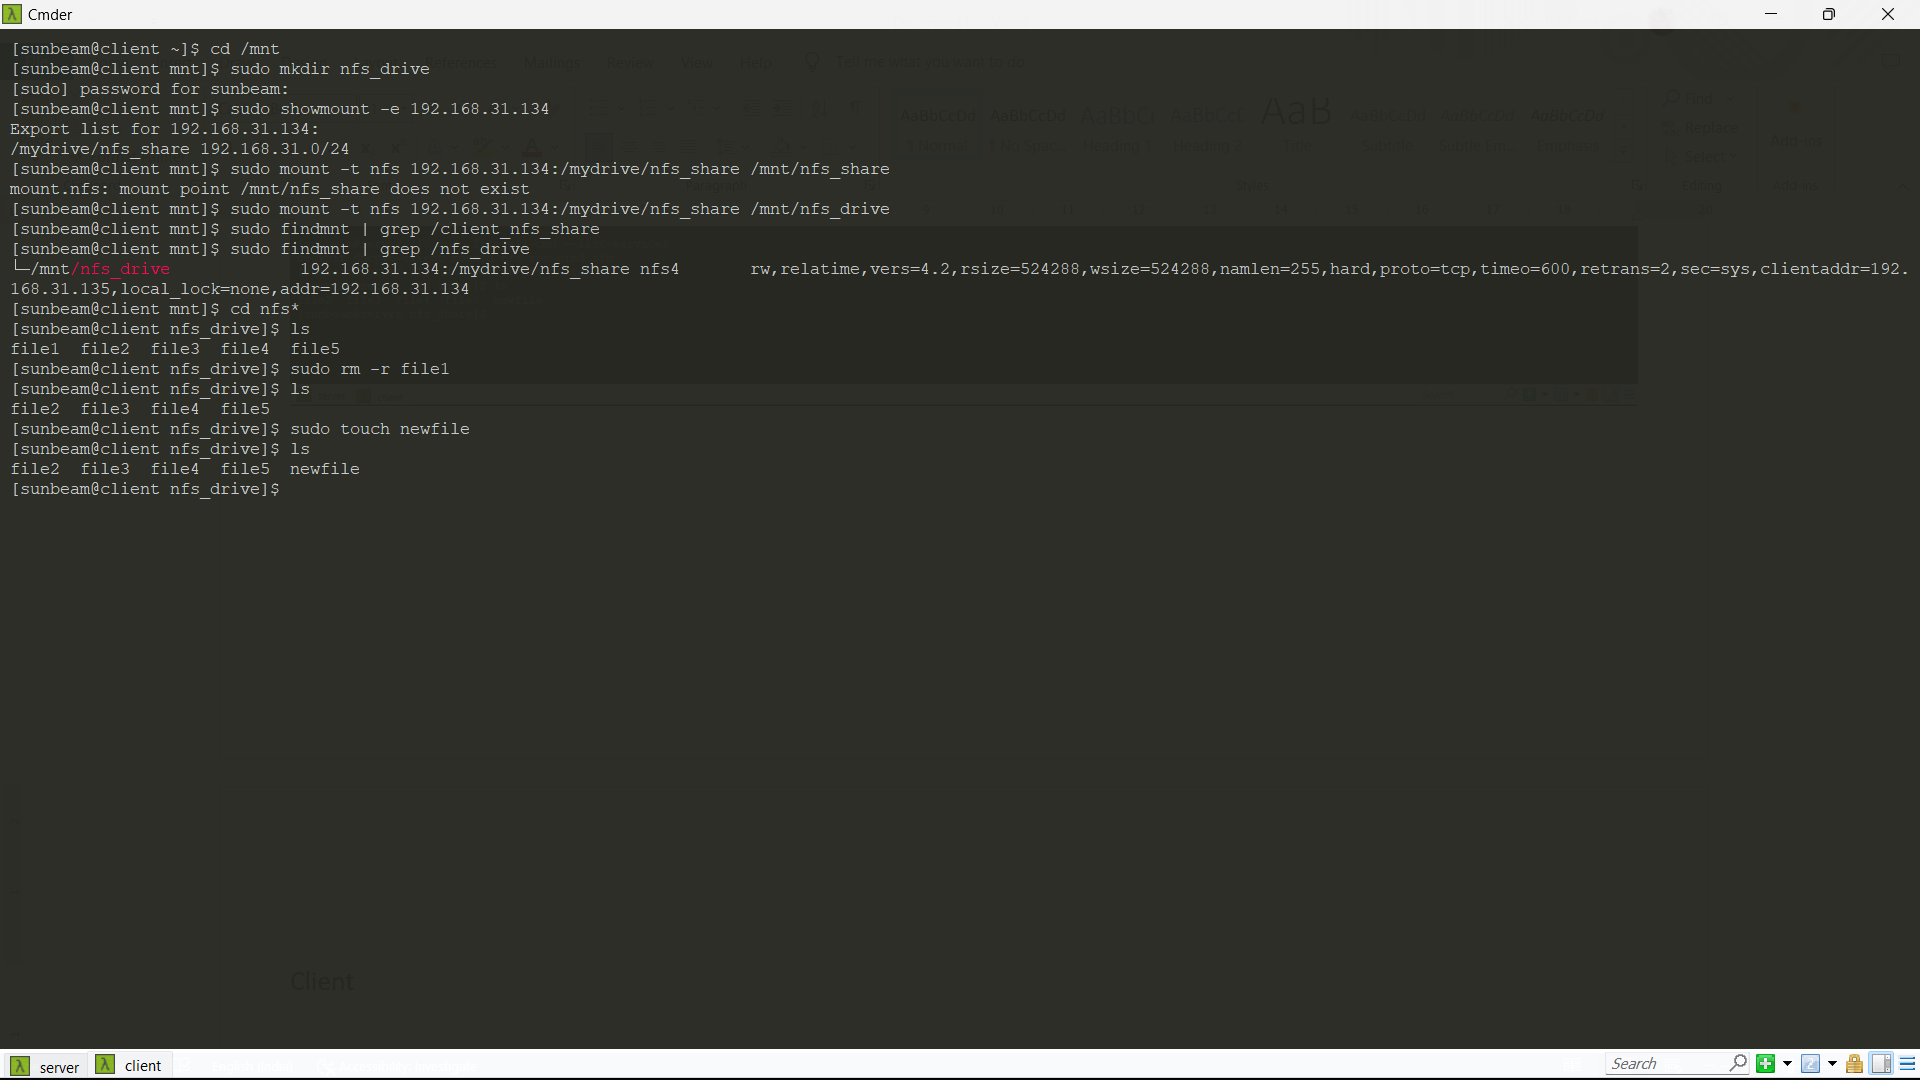 Cmder
[sunbeam@client ~]$ cd /mnt
[sunbeam@client mnt]$ sudo mkdir nfs_drive
[sudo] password for sunbeam:
[sunbeam@client mnt]$ sudo showmount -e 192.168.31.134
Export list for 192.168.31.134:
/mydrive/nfs_share 192.168.31.0/24
[sunbeam@client mnt]$ sudo mount -t nfs 192.168.31.134:/mydrive/nfs_share /mnt/nfs_share
mount.nfs: mount point /mnt/nfs_share does not exist
[sunbeam@client mnt]$ sudo mount -t nfs 192.168.31.134:/mydrive/nfs_share /mnt/nfs_drive
[sunbeam@client mnt]$ sudo findmnt | grep /client_nfs_share
[sunbeam@client mnt]$ sudo findmnt | grep /nfs_drive
└─/mnt/nfs_drive 192.168.31.134:/mydrive/nfs_share nfs4 rw,relatime,vers=4.2,rsize=524288,wsize=524288,namlen=255,hard,proto=tcp,timeo=600,retrans=2,sec=sys,clientaddr=192.
168.31.135,local_lock=none,addr=192.168.31.134
[sunbeam@client mnt]$ cd nfs*
[sunbeam@client nfs_drive]$ ls
file1 file2 file3 file4 file5
[sunbeam@client nfs_drive]$ sudo rm -r file1
[sunbeam@client nfs_drive]$ ls
file2 file3 file4 file5
[sunbeam@client nfs_drive]$ sudo touch newfile
[sunbeam@client nfs_drive]$ ls
file2 file3 file4 file5 newfile
[sunbeam@client nfs_drive]$
Client
server client Search